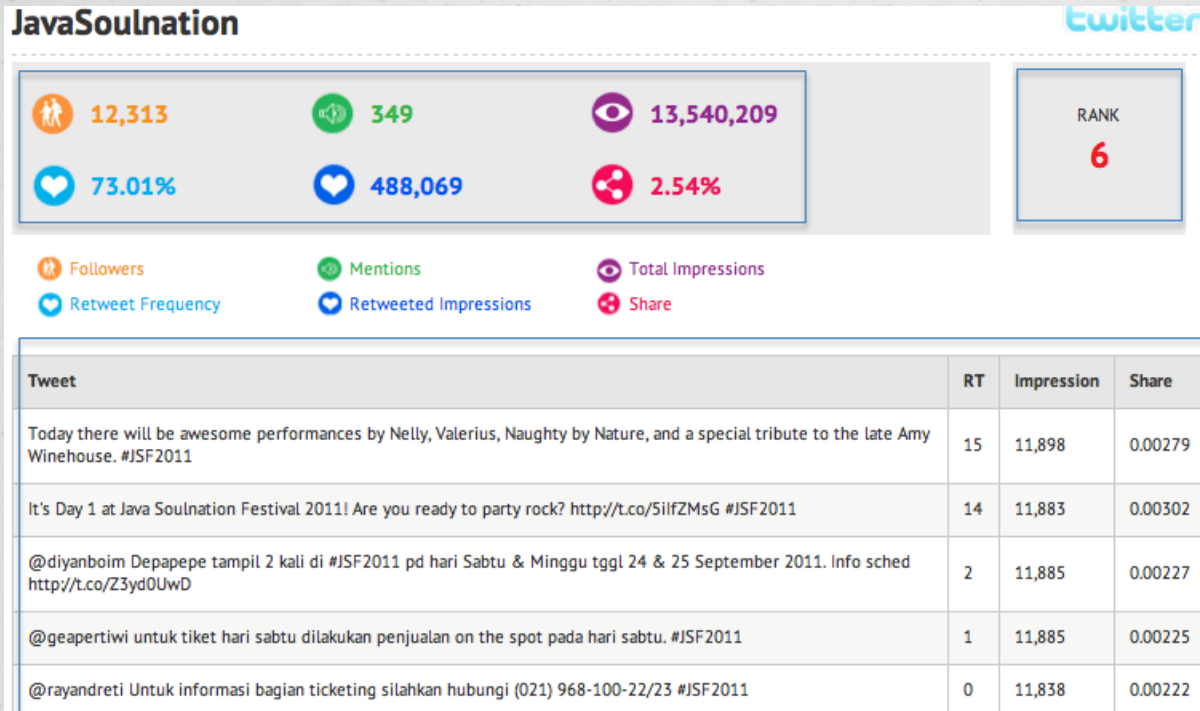 JavaSoulnation
twitter
12,313
349
13,540,209
RANK
6
73.01%
488,069
2.54%
Followers
Mentions
Total Impressions
Retweet Frequency
Retweeted Impressions
Share
Tweet RT Impression Share
Today there will be awesome performances by Nelly, Valerius, Naughty by Nature, and a special tribute to the late Amy
Winehouse. #JSF2011
15 11,898 0.00279
It's Day 1 at Java Soulnation Festival 2011! Are you ready to party rock? http://t.co/5iIfZMsG #JSF2011 14 11,883 0.00302
@diyanboim Depapepe tampil 2 kali di #JSF2011 pd hari Sabtu & Minggu tggl 24 & 25 September 2011. Info sched
http://t.co/Z3yd0UwD
2 11,885 0.00227
@geapertiwi untuk tiket hari sabtu dilakukan penjualan on the spot pada hari sabtu. #JSF2011 1 11,885 0.00225
@rayandreti Untuk informasi bagian ticketing silahkan hubungi (021) 968-100-22/23 #JSF2011 0 11,838 0.00222